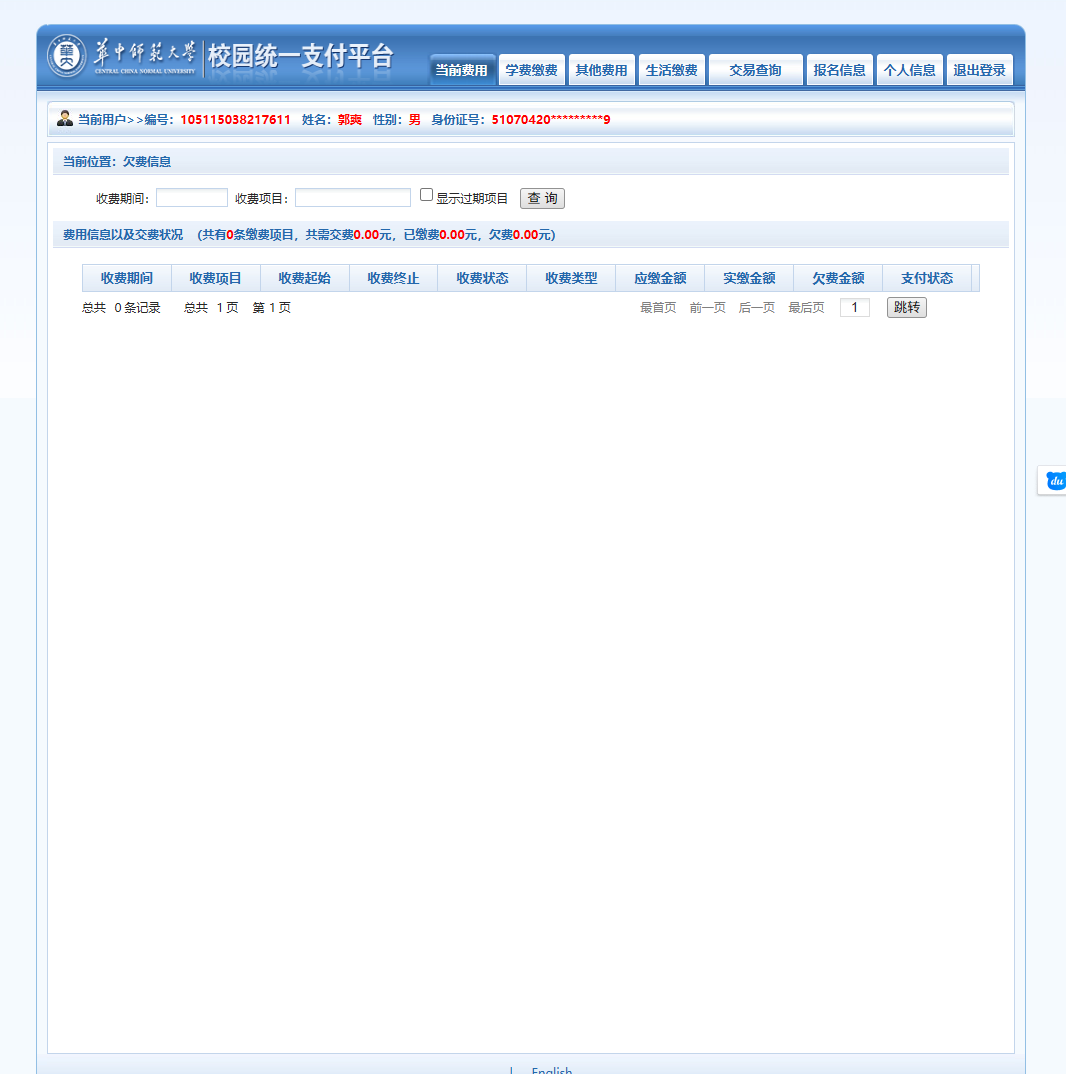 華中師範大學 校园统一支付平台
CENTRAL CHINA NORMAL UNIVERSITY
当前费用 学费缴费 其他费用 生活缴费 交易查询 报名信息 个人信息 退出登录
当前用户>>编号：105115038217611 姓名：郭爽 性别：男 身份证号：51070420*********9
当前位置：欠费信息
收费期间： 收费项目： 显示过期项目 查 询
费用信息以及交费状况 (共有0条缴费项目，共需交费0.00元，已缴费0.00元，欠费0.00元)
收费期间 收费项目 收费起始 收费终止 收费状态 收费类型 应缴金额 实缴金额 欠费金额 支付状态
总共 0 条记录 总共 1 页 第 1 页 最首页 前一页 后一页 最后页 1 跳转
du
| English